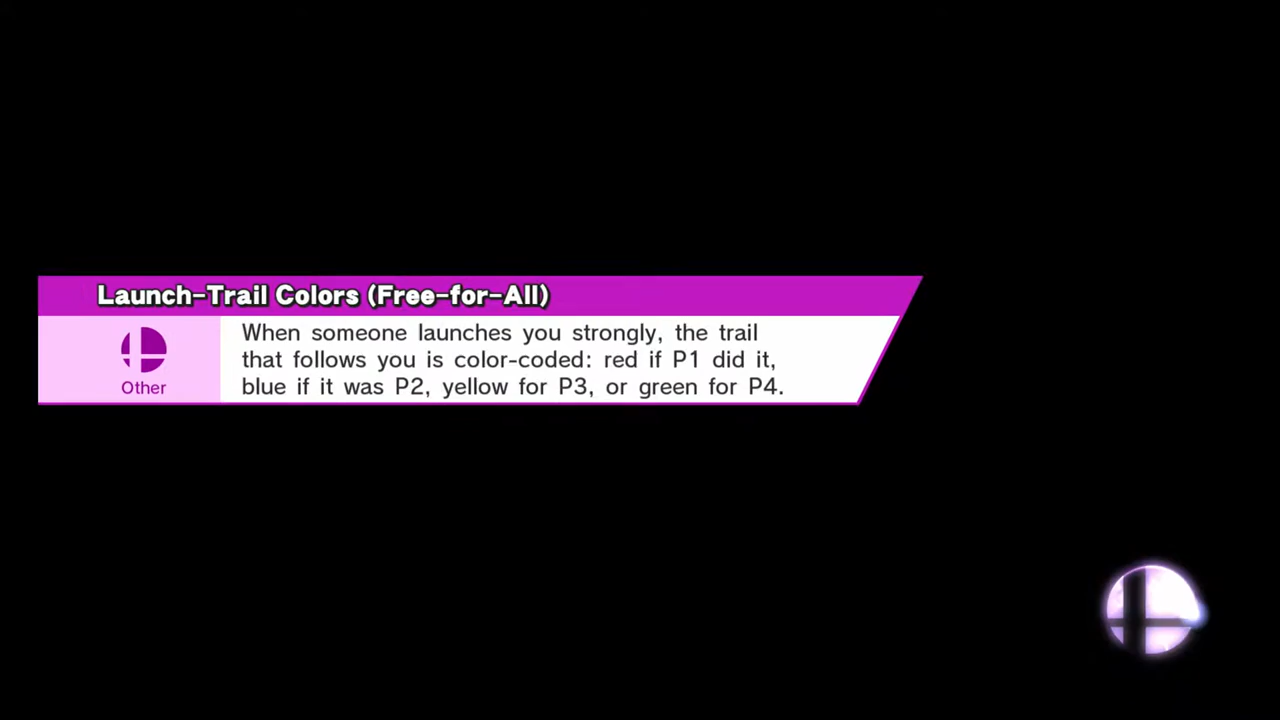 Launch-Trail Colors (Free-for-All)
Other
When someone launches you strongly, the trail
that follows you is color-coded: red if P1 did it,
blue if it was P2, yellow for P3, or green for P4.